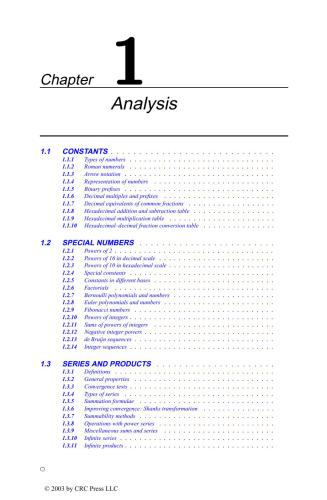 Chapter 1
Analysis
1.1 CONSTANTS
1.1.1 Types of numbers
1.1.2 Roman numerals
1.1.3 Arrow notation
1.1.4 Representation of numbers
1.1.5 Binary prefixes
1.1.6 Decimal multiples and prefixes
1.1.7 Decimal equivalents of common fractions
1.1.8 Hexadecimal addition and subtraction table
1.1.9 Hexadecimal multiplication table
1.1.10 Hexadecimal–decimal fraction conversion table
1.2 SPECIAL NUMBERS
1.2.1 Powers of 2
1.2.2 Powers of 16 in decimal scale
1.2.3 Powers of 10 in hexadecimal scale
1.2.4 Special constants
1.2.5 Constants in different bases
1.2.6 Factorials
1.2.7 Bernoulli polynomials and numbers
1.2.8 Euler polynomials and numbers
1.2.9 Fibonacci numbers
1.2.10 Powers of integers
1.2.11 Sums of powers of integers
1.2.12 Negative integer powers
1.2.13 de Bruijn sequences
1.2.14 Integer sequences
1.3 SERIES AND PRODUCTS
1.3.1 Definitions
1.3.2 General properties
1.3.3 Convergence tests
1.3.4 Types of series
1.3.5 Summation formulae
1.3.6 Improving convergence: Shanks transformation
1.3.7 Summability methods
1.3.8 Operations with power series
1.3.9 Miscellaneous sums and series
1.3.10 Infinite series
1.3.11 Infinite products
© 2003 by CRC Press LLC